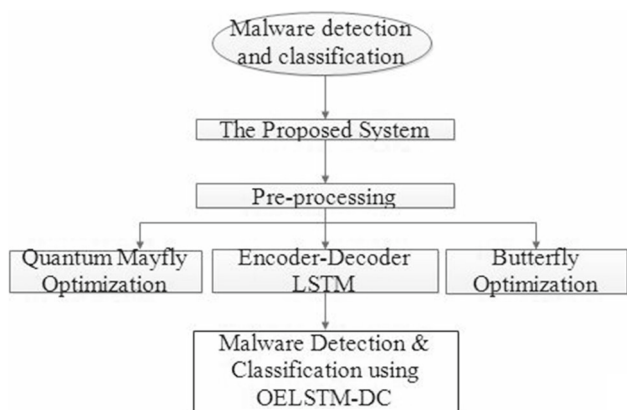 Malware detection
and classification
The Proposed System
Pre-processing
Quantum Mayfly
Optimization
Encoder-Decoder
LSTM
Butterfly
Optimization
Malware Detection &
Classification using
OELSTM-DC